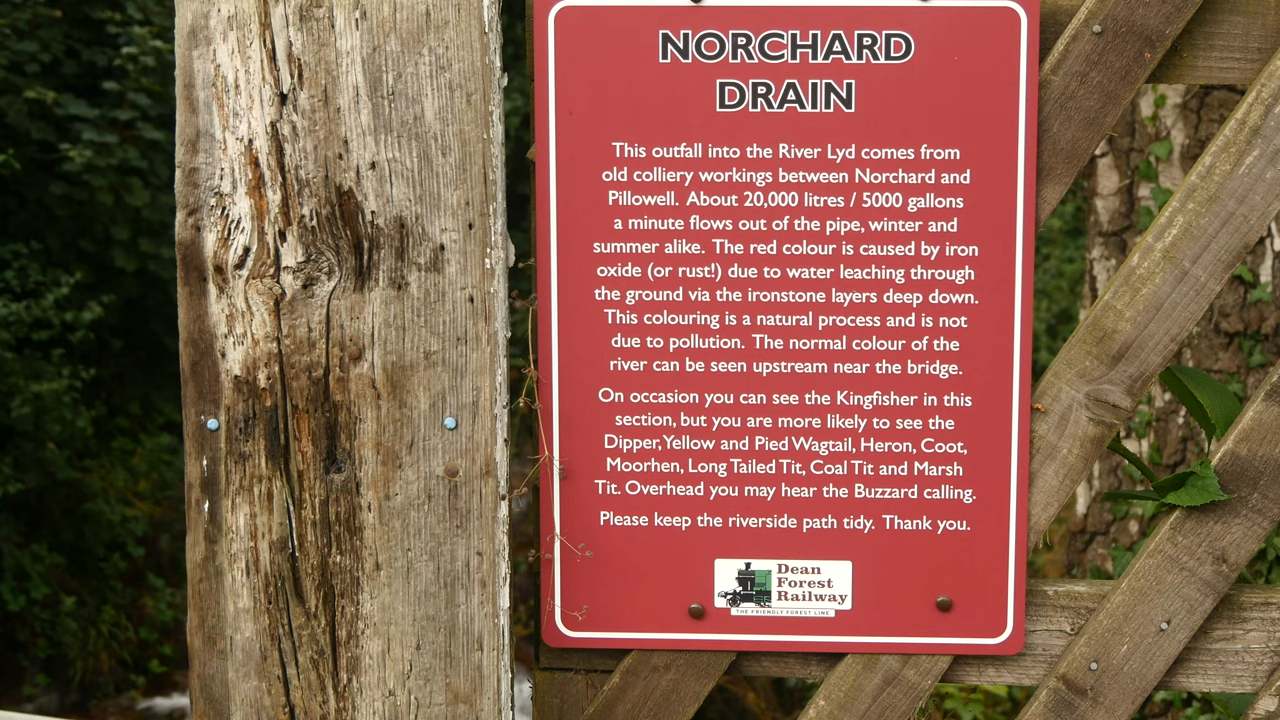 NORCHARD
DRAIN
This outfall into the River Lyd comes from
old colliery workings between Norchard and
Pillowell. About 20,000 litres / 5000 gallons
a minute flows out of the pipe, winter and
summer alike. The red colour is caused by iron
oxide (or rust!) due to water leaching through
the ground via the ironstone layers deep down.
This colouring is a natural process and is not
due to pollution. The normal colour of the
river can be seen upstream near the bridge.
On occasion you can see the Kingfisher in this
section, but you are more likely to see the
Dipper, Yellow and Pied Wagtail, Heron, Coot,
Moorhen, Long Tailed Tit, Coal Tit and Marsh
Tit. Overhead you may hear the Buzzard calling.
Please keep the riverside path tidy. Thank you.
Dean
Forest
Railway
THE FRIENDLY FOREST LINE